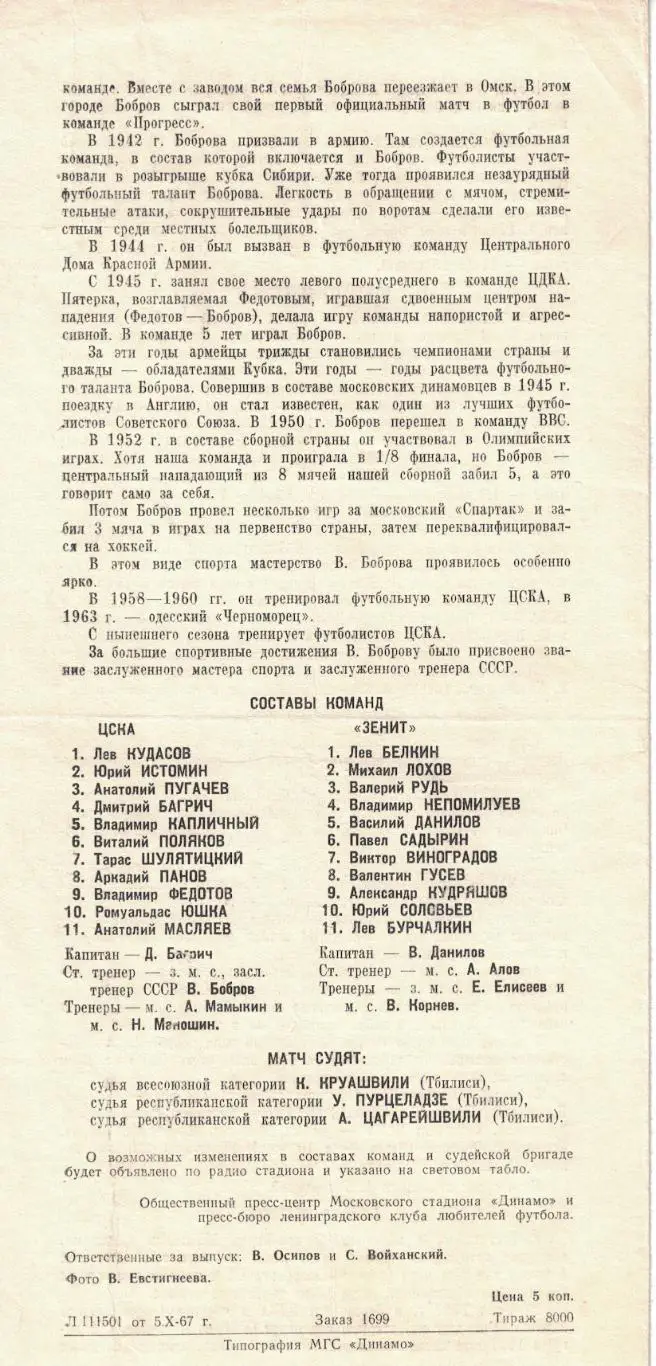 команде. Вместе с заводом вся семья Боброва переезжает в Омск. В этом
городе Бобров сыграл свой первый официальный матч в футбол в
команде «Прогресс».
В 1942 г. Боброва призвали в армию. Там создается футбольная
команда, в состав которой включается и Бобров. Футболисты участ-
вовали в розыгрыше кубка Сибири. Уже тогда проявился незаурядный
футбольный талант Боброва. Легкость в обращении с мячом, стреми-
тельные атаки, сокрушительные удары по воротам сделали его изве-
стным среди местных болельщиков.
В 1944 г. он был вызван в футбольную команду Центрального
Дома Красной Армии.
С 1945 г. занял свое место левого полусреднего в команде ЦДКА.
Пятерка, возглавляемая Федотовым, игравшая сдвоенным центром на-
падения (Федотов — Бобров), делала игру команды напористой и агрес-
сивной. В команде 5 лет играл Бобров.
За эти годы армейцы трижды становились чемпионами страны и
дважды — обладателями Кубка. Эти годы — годы расцвета футбольно-
го таланта Боброва. Совершив в составе московских динамовцев в 1945 г.
поездку в Англию, он стал известен, как один из лучших футбо-
листов Советского Союза. В 1950 г. Бобров перешел в команду ВВС.
В 1952 г. в составе сборной страны он участвовал в Олимпийских
играх. Хотя наша команда и проиграла в 1/8 финала, но Бобров —
центральный нападающий из 8 мячей нашей сборной забил 5, а это
говорит само за себя.
Потом Бобров провел несколько игр за московский «Спартак» и за-
бил 3 мяча в играх на первенство страны, затем переквалифицировал-
ся на хоккей.
В этом виде спорта мастерство В. Боброва проявилось особенно
ярко.
В 1958—1960 гг. он тренировал футбольную команду ЦСКА, в
1963 г. — одесский «Черноморец».
С нынешнего сезона тренирует футболистов ЦСКА.
За большие спортивные достижения В. Боброву было присвоено зва-
ние заслуженного мастера спорта и заслуженного тренера СССР.
СОСТАВЫ КОМАНД
ЦСКА
1. Лев КУДАСОВ
2. Юрий ИСТОМИН
3. Анатолий ПУГАЧЕВ
4. Дмитрий БАГРИЧ
5. Владимир КАПЛИЧНЫЙ
6. Виталий ПОЛЯКОВ
7. Тарас ШУЛЯТИЦКИЙ
8. Аркадий ПАНОВ
9. Владимир ФЕДОТОВ
10. Ромуальдас ЮШКА
11. Анатолий МАСЛЯЕВ
Капитан — Д. Багрич
Ст. тренер — з. м. с., засл.
тренер СССР В. Бобров
Тренеры — м. с. А. Мамыкин и
м. с. Н. Маношин.
«ЗЕНИТ»
1. Лев БЕЛКИН
2. Михаил ЛОХОВ
3. Валерий РУДЬ
4. Владимир НЕПОМИЛУЕВ
5. Василий ДАНИЛОВ
6. Павел САДЫРИН
7. Виктор ВИНОГРАДОВ
8. Валентин ГУСЕВ
9. Александр КУДРЯШОВ
10. Юрий СОЛОВЬЕВ
11. Лев БУРЧАЛКИН
Капитан — В. Данилов
Ст. тренер — м. с. А. Алов
Тренеры — з. м. с. Е. Елисеев и
м. с. В. Корнев.
МАТЧ СУДЯТ:
судья всесоюзной категории К. КРУАШВИЛИ (Тбилиси),
судья республиканской категории У. ПУРЦЕЛАДЗЕ (Тбилиси),
судья республиканской категории А. ЦАГАРЕЙШВИЛИ (Тбилиси).
О возможных изменениях в составах команд и судейской бригаде
будет объявлено по радио стадиона и указано на световом табло.
Общественный пресс-центр Московского стадиона «Динамо» и
пресс-бюро ленинградского клуба любителей футбола.
Ответственные за выпуск: В. Осипов и С. Войханский.
Фото В. Евстигнеева.
Цена 5 коп.
Л 111501 от 5.X-67 г. Заказ 1699 Тираж 8000
Типография МГС «Динамо»